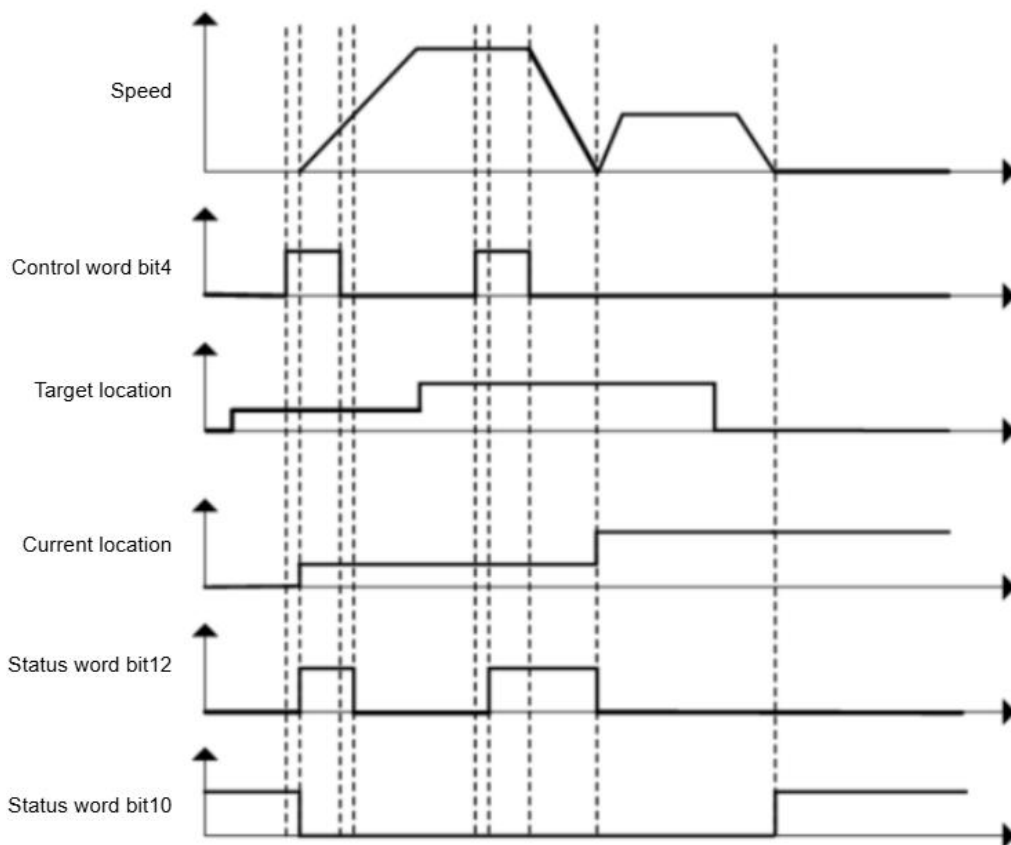 Speed
Control word bit4
Target location
Current location
Status word bit12
Status word bit10